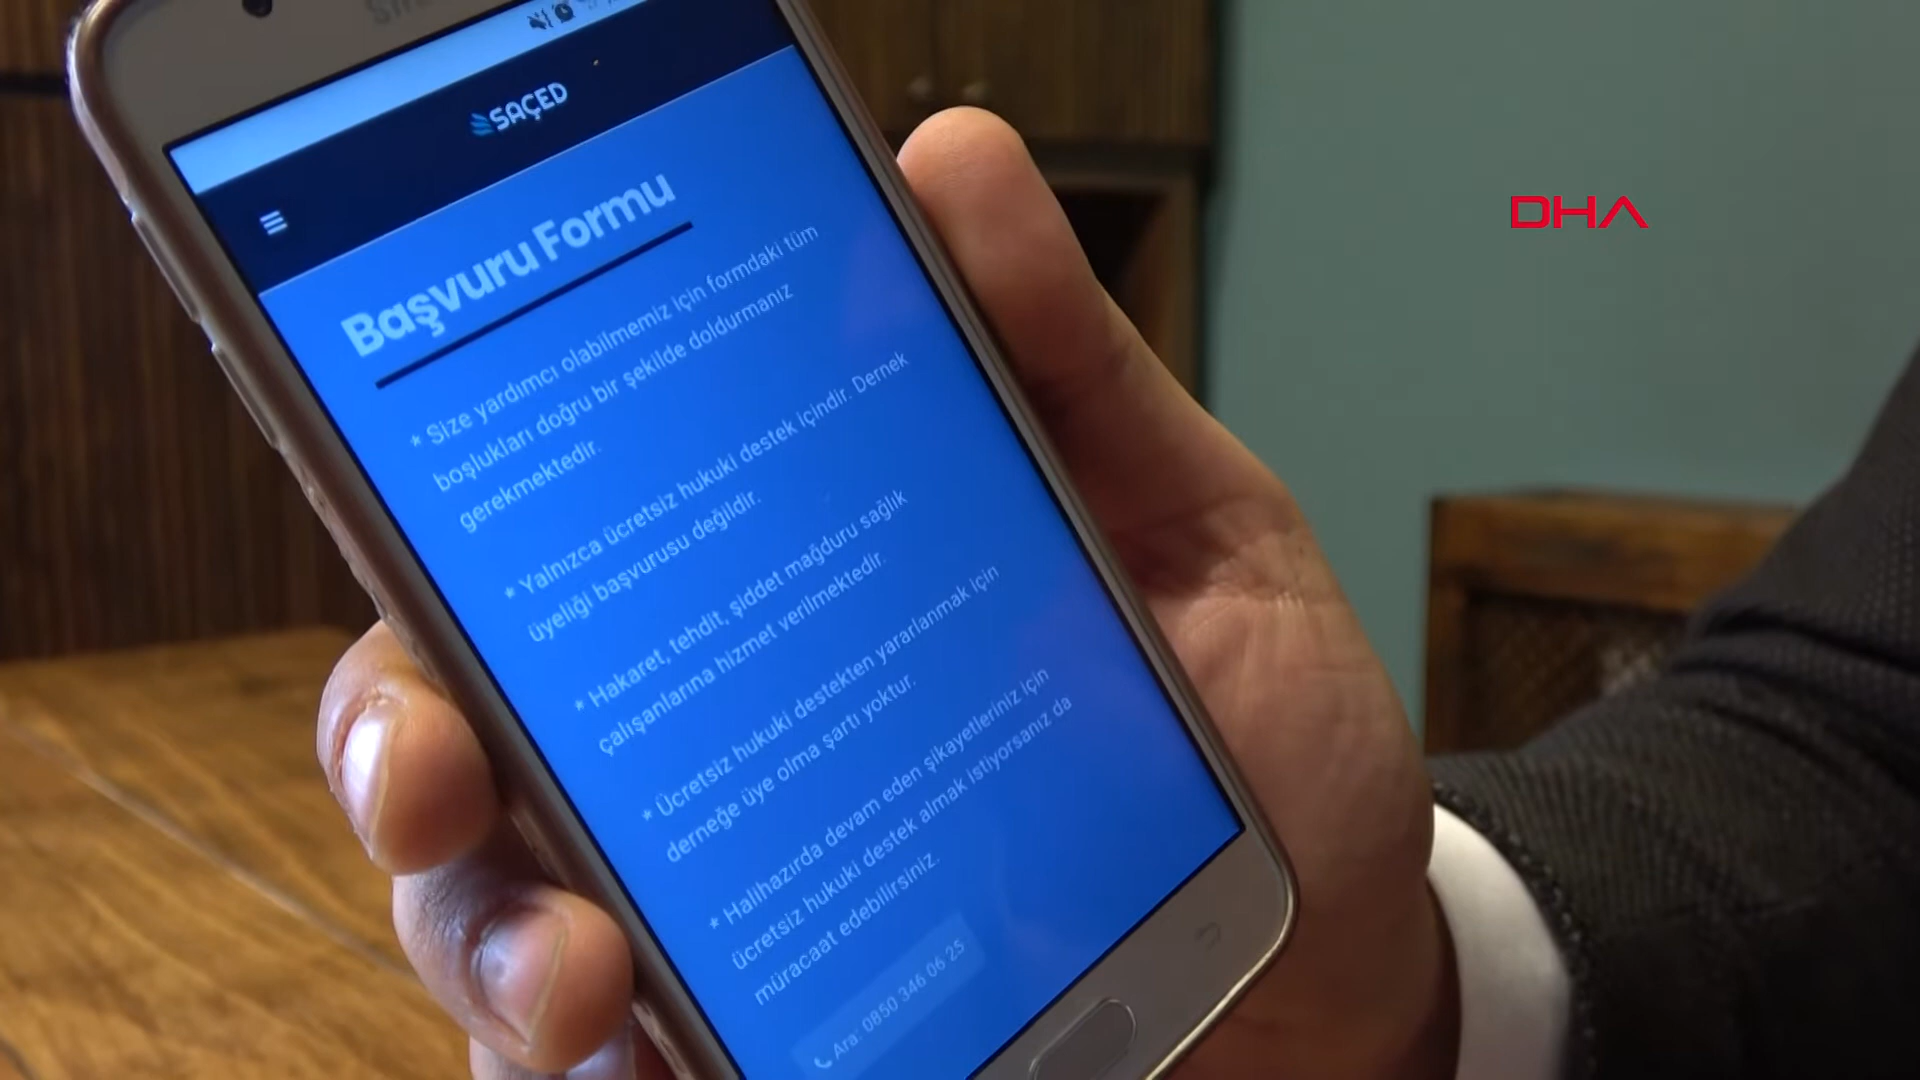 SAÇED
DHA
Başvuru Formu
* Size yardımcı olabilmemiz için formdaki tüm
boşlukları doğru bir şekilde doldurmanız
gerekmektedir.
* Yalnızca ücretsiz hukuki destek içindir. Dernek
üyeliği başvurusu değildir.
* Hakaret, tehdit, şiddet mağduru sağlık
çalışanlarına hizmet verilmektedir.
* Ücretsiz hukuki destekten yararlanmak için
derneğe üye olma şartı yoktur.
* Halihazırda devam eden şikayetleriniz için
ücretsiz hukuki destek almak istiyorsanız da
müracaat edebilirsiniz.
Ara: 0850 346 06 25